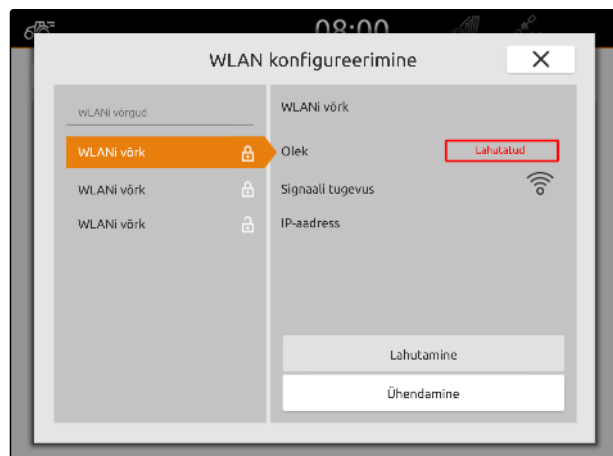 08:00
WLAN konfigureerimine
WLANi võrgud
WLANi võrk
WLANi võrk
WLANi võrk
WLANi võrk
Olek Lahutatud
Signaali tugevus
IP-aadress
Lahutamine
Ühendamine